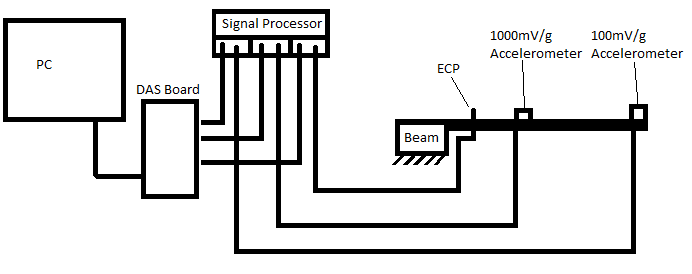 Signal Processor
1000mV/g
Accelerometer
100mV/g
Accelerometer
PC
ECP
DAS Board
Beam